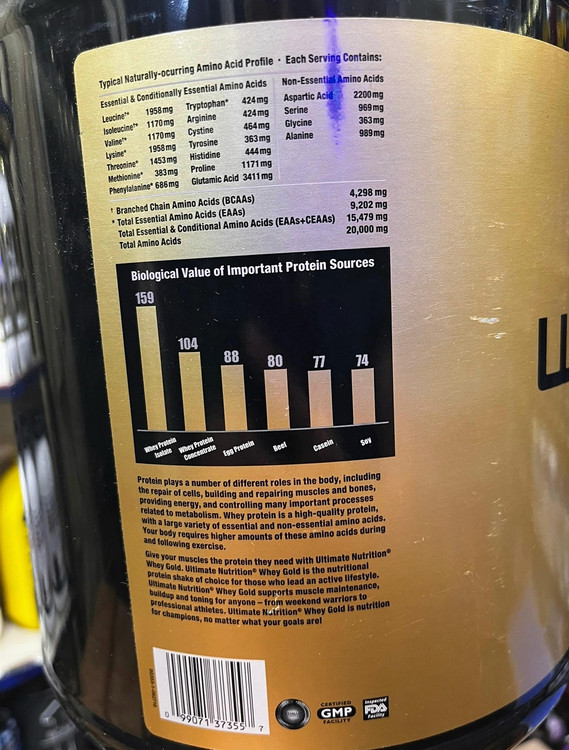 Typical Naturally-ocurring Amino Acid Profile · Each Serving Contains:
Essential & Conditionally Essential Amino Acids
Leucine†* 1958mg
Isoleucine†* 1170mg
Valine†* 1170mg
Lysine* 1958mg
Threonine* 1453mg
Methionine* 383mg
Phenylalanine* 686mg
Tryptophan* 424mg
Arginine 424mg
Cystine 464mg
Tyrosine 363mg
Histidine 444mg
Proline 1171mg
Glutamic Acid 3411mg
Non-Essential Amino Acids
Aspartic Acid 2200mg
Serine 969mg
Glycine 363mg
Alanine 989mg
† Branched Chain Amino Acids (BCAAs) 4,298 mg
* Total Essential Amino Acids (EAAs) 9,202 mg
Total Essential & Conditional Amino Acids (EAAs+CEAAs) 15,479 mg
Total Amino Acids 20,000 mg
Biological Value of Important Protein Sources
159 104 88 80 77 74
Whey Protein Isolate
Whey Protein Concentrate
Egg Protein
Beef
Casein
Soy
Protein plays a number of different roles in the body, including
the repair of cells, building and repairing muscles and bones,
providing energy, and controlling many important processes
related to metabolism. Whey protein is a high-quality protein,
with a large variety of essential and non-essential amino acids.
Your body requires higher amounts of these amino acids during
and following exercise.
Give your muscles the protein they need with Ultimate Nutrition®
Whey Gold. Ultimate Nutrition® Whey Gold is the nutritional
protein shake of choice for those who lead an active lifestyle.
Ultimate Nutrition® Whey Gold supports muscle maintenance,
buildup and toning for anyone – from weekend warriors to
professional athletes. Ultimate Nutrition® Whey Gold is nutrition
for champions, no matter what your goals are!
0 99071 37355 7
CERTIFIED
GMP
FACILITY
Inspected
FDA
Facility
E